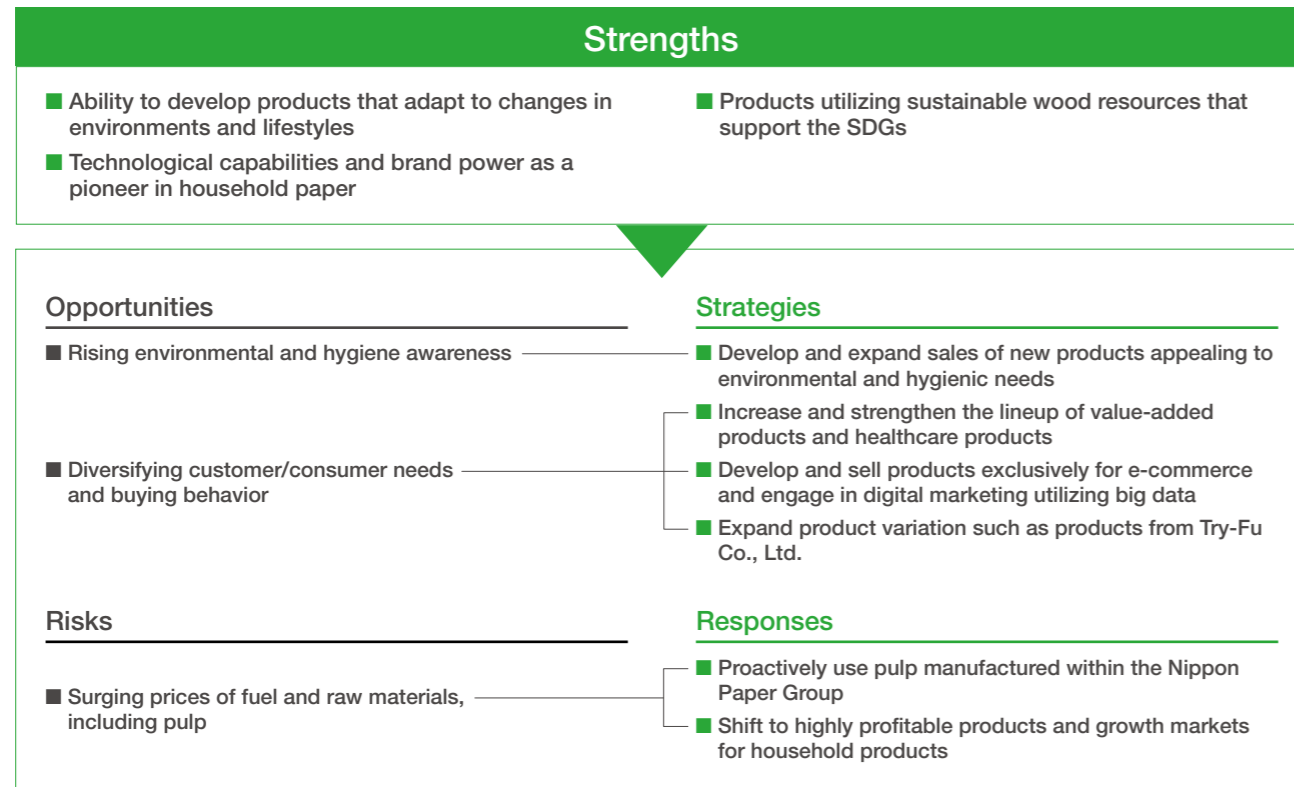 Strengths
■ Ability to develop products that adapt to changes in
environments and lifestyles
■ Technological capabilities and brand power as a
pioneer in household paper
■ Products utilizing sustainable wood resources that
support the SDGs
Opportunities
■ Rising environmental and hygiene awareness
■ Diversifying customer/consumer needs
and buying behavior
Strategies
■ Develop and expand sales of new products appealing to
environmental and hygienic needs
■ Increase and strengthen the lineup of value-added
products and healthcare products
■ Develop and sell products exclusively for e-commerce
and engage in digital marketing utilizing big data
■ Expand product variation such as products from Try-Fu
Co., Ltd.
Risks
■ Surging prices of fuel and raw materials,
including pulp
Responses
■ Proactively use pulp manufactured within the Nippon
Paper Group
■ Shift to highly profitable products and growth markets
for household products